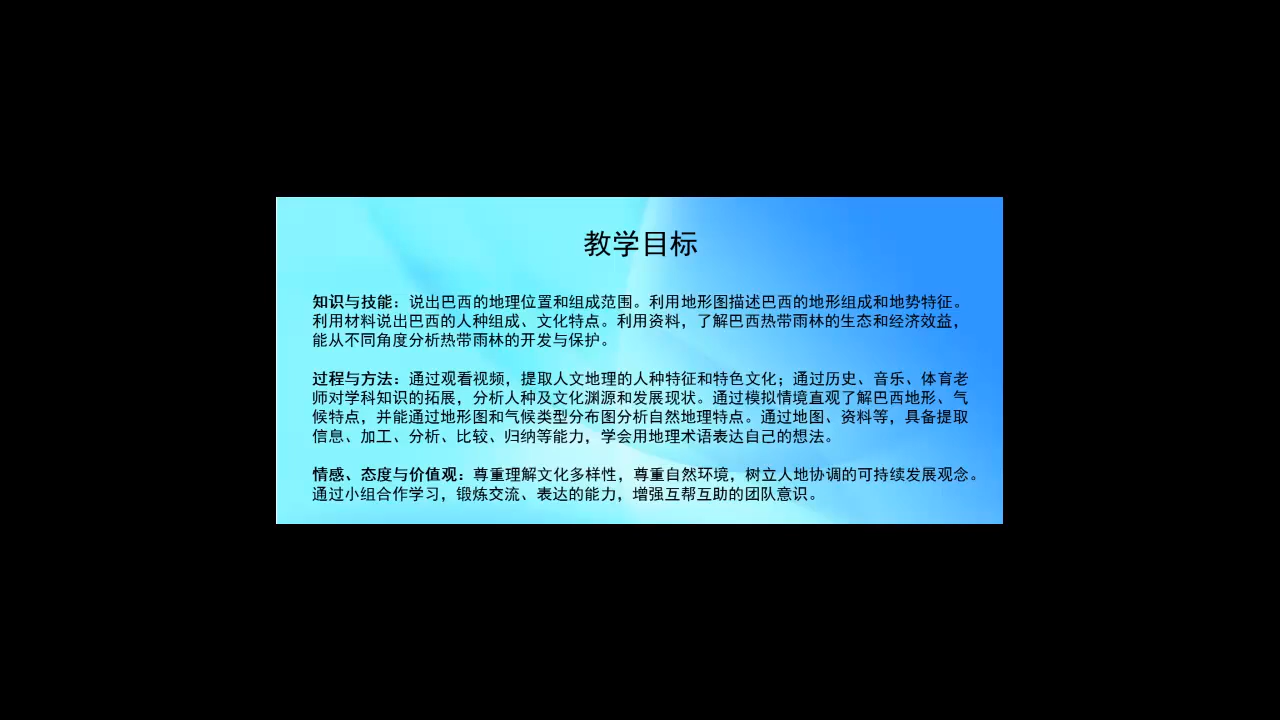 教学目标
知识与技能：说出巴西的地理位置和组成范围。利用地形图描述巴西的地形组成和地势特征。
利用材料说出巴西的人种组成、文化特点。利用资料，了解巴西热带雨林的生态和经济效益，
能从不同角度分析热带雨林的开发与保护。
过程与方法：通过观看视频，提取人文地理的人种特征和特色文化；通过历史、音乐、体育老
师对学科知识的拓展，分析人种及文化渊源和发展现状。通过模拟情境直观了解巴西地形、气
候特点，并能通过地形图和气候类型分布图分析自然地理特点。通过地图、资料等，具备提取
信息、加工、分析、比较、归纳等能力，学会用地理术语表达自己的想法。
情感、态度与价值观：尊重理解文化多样性，尊重自然环境，树立人地协调的可持续发展观念。
通过小组合作学习，锻炼交流、表达的能力，增强互帮互助的团队意识。